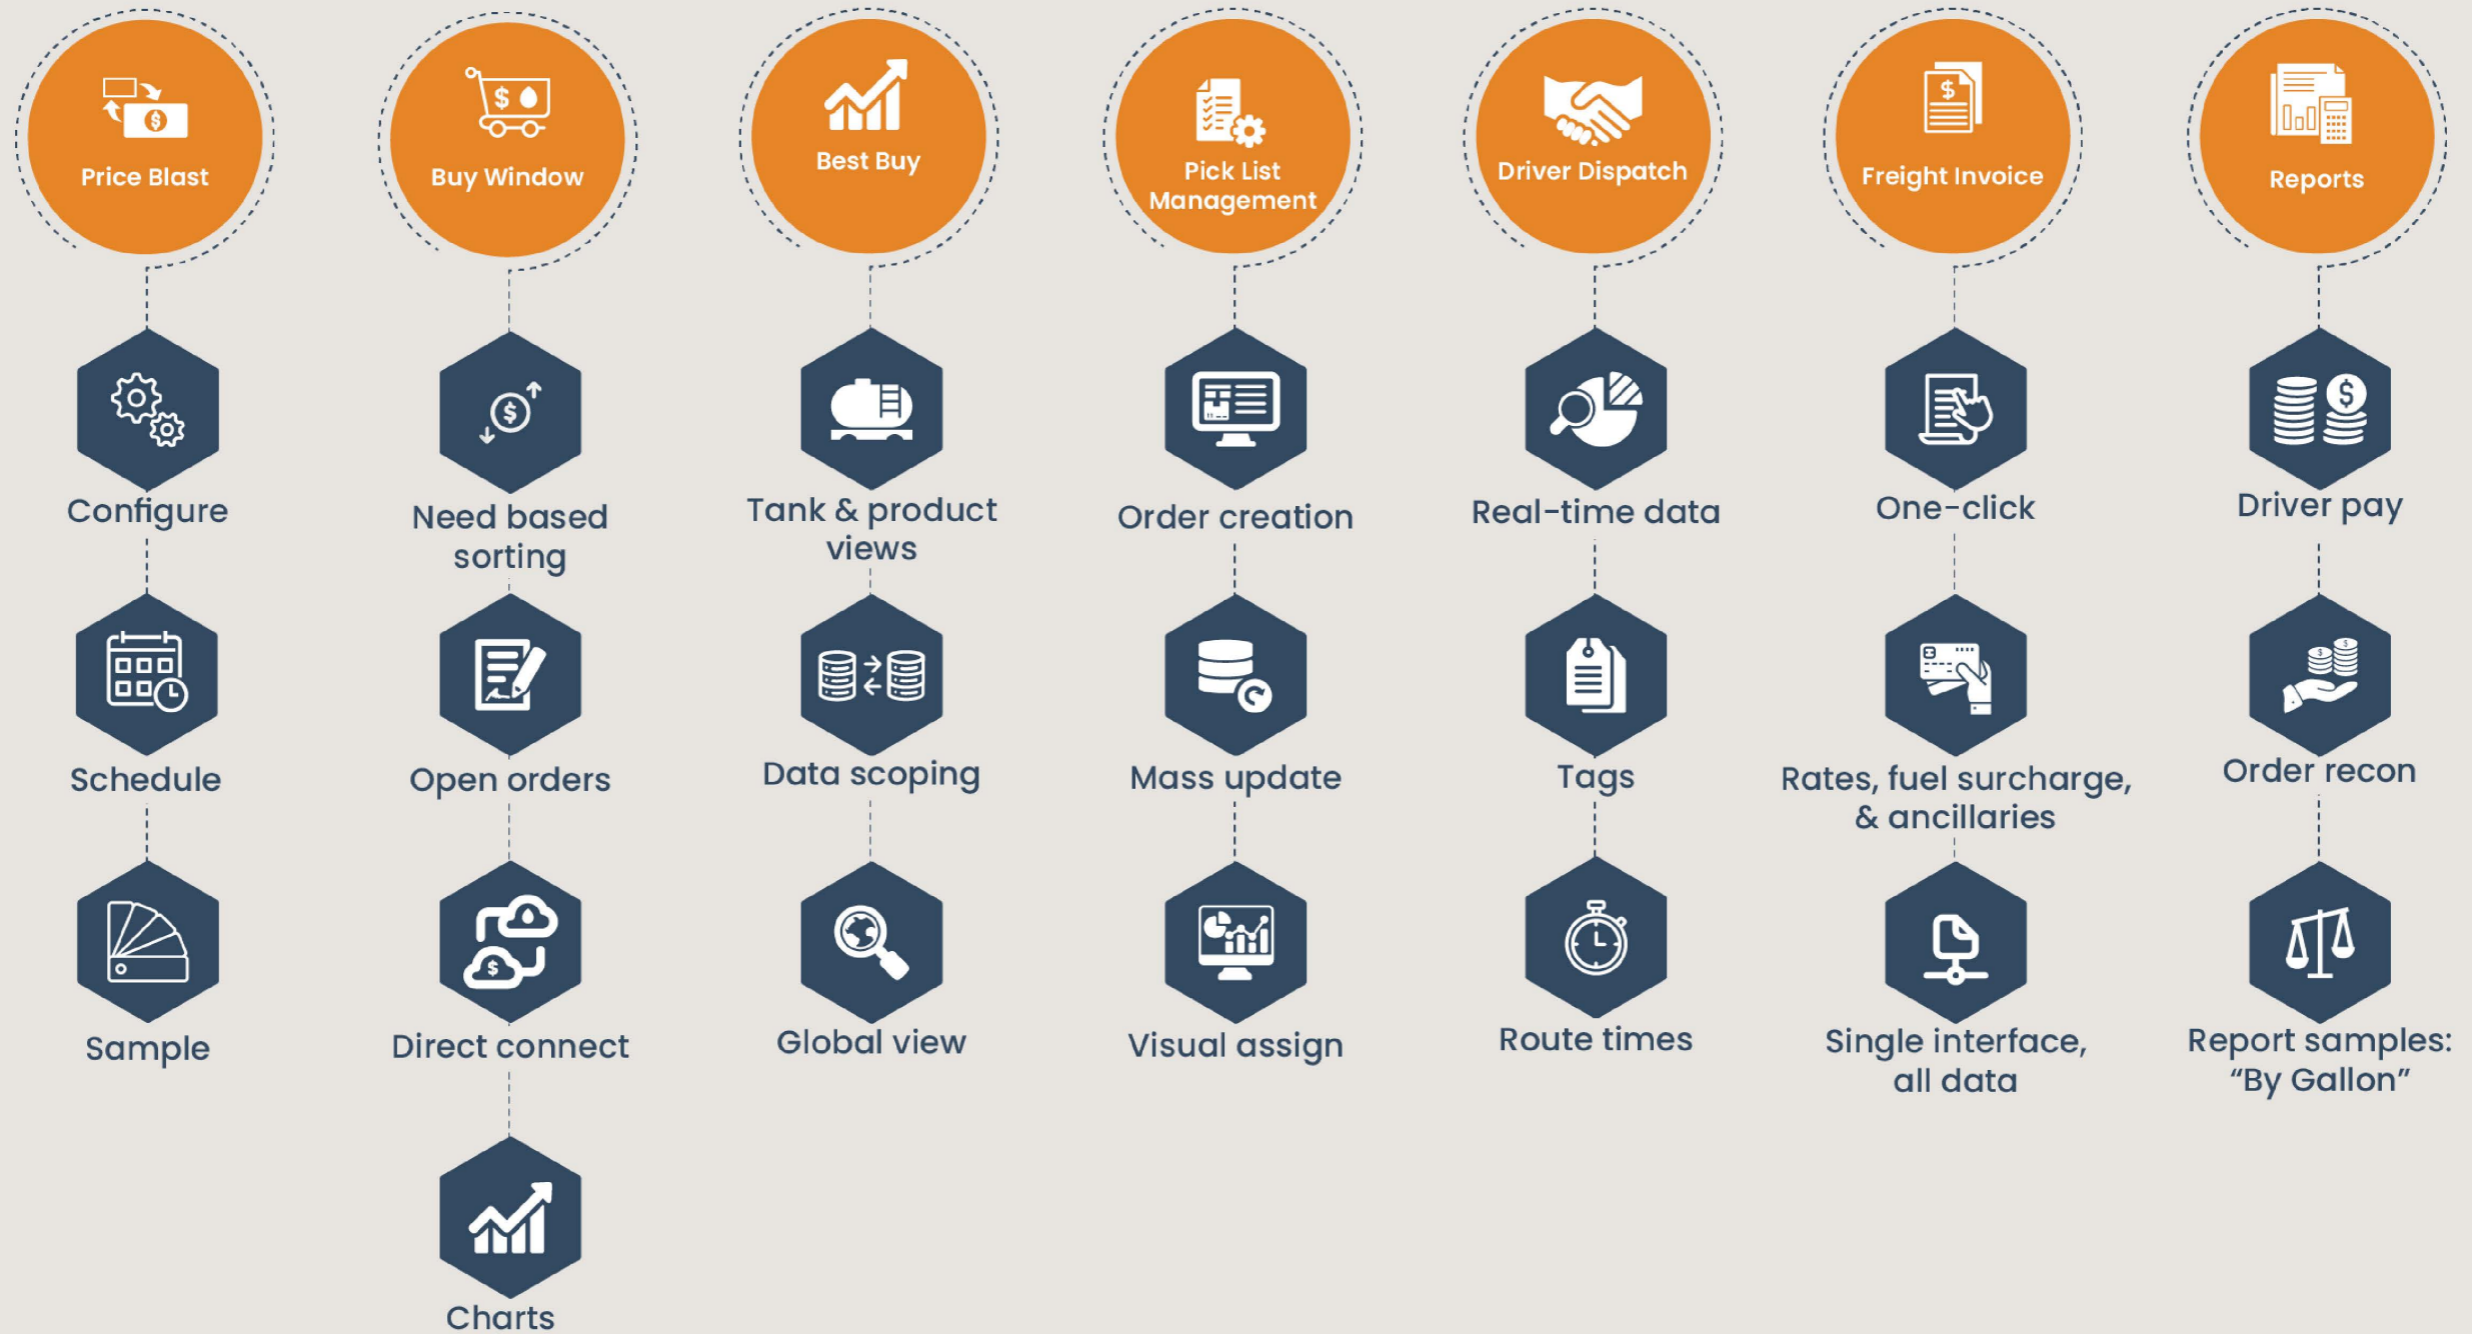 Price Blast
Configure
Schedule
Sample
Buy Window
Need based
sorting
Open orders
Direct connect
Charts
Best Buy
Tank & product
views
Data scoping
Global view
Pick List
Management
Order creation
Mass update
Visual assign
Driver Dispatch
Real-time data
Tags
Route times
Freight Invoice
One-click
Rates, fuel surcharge,
& ancillaries
Single interface,
all data
Reports
Driver pay
Order recon
Report samples:
“By Gallon”